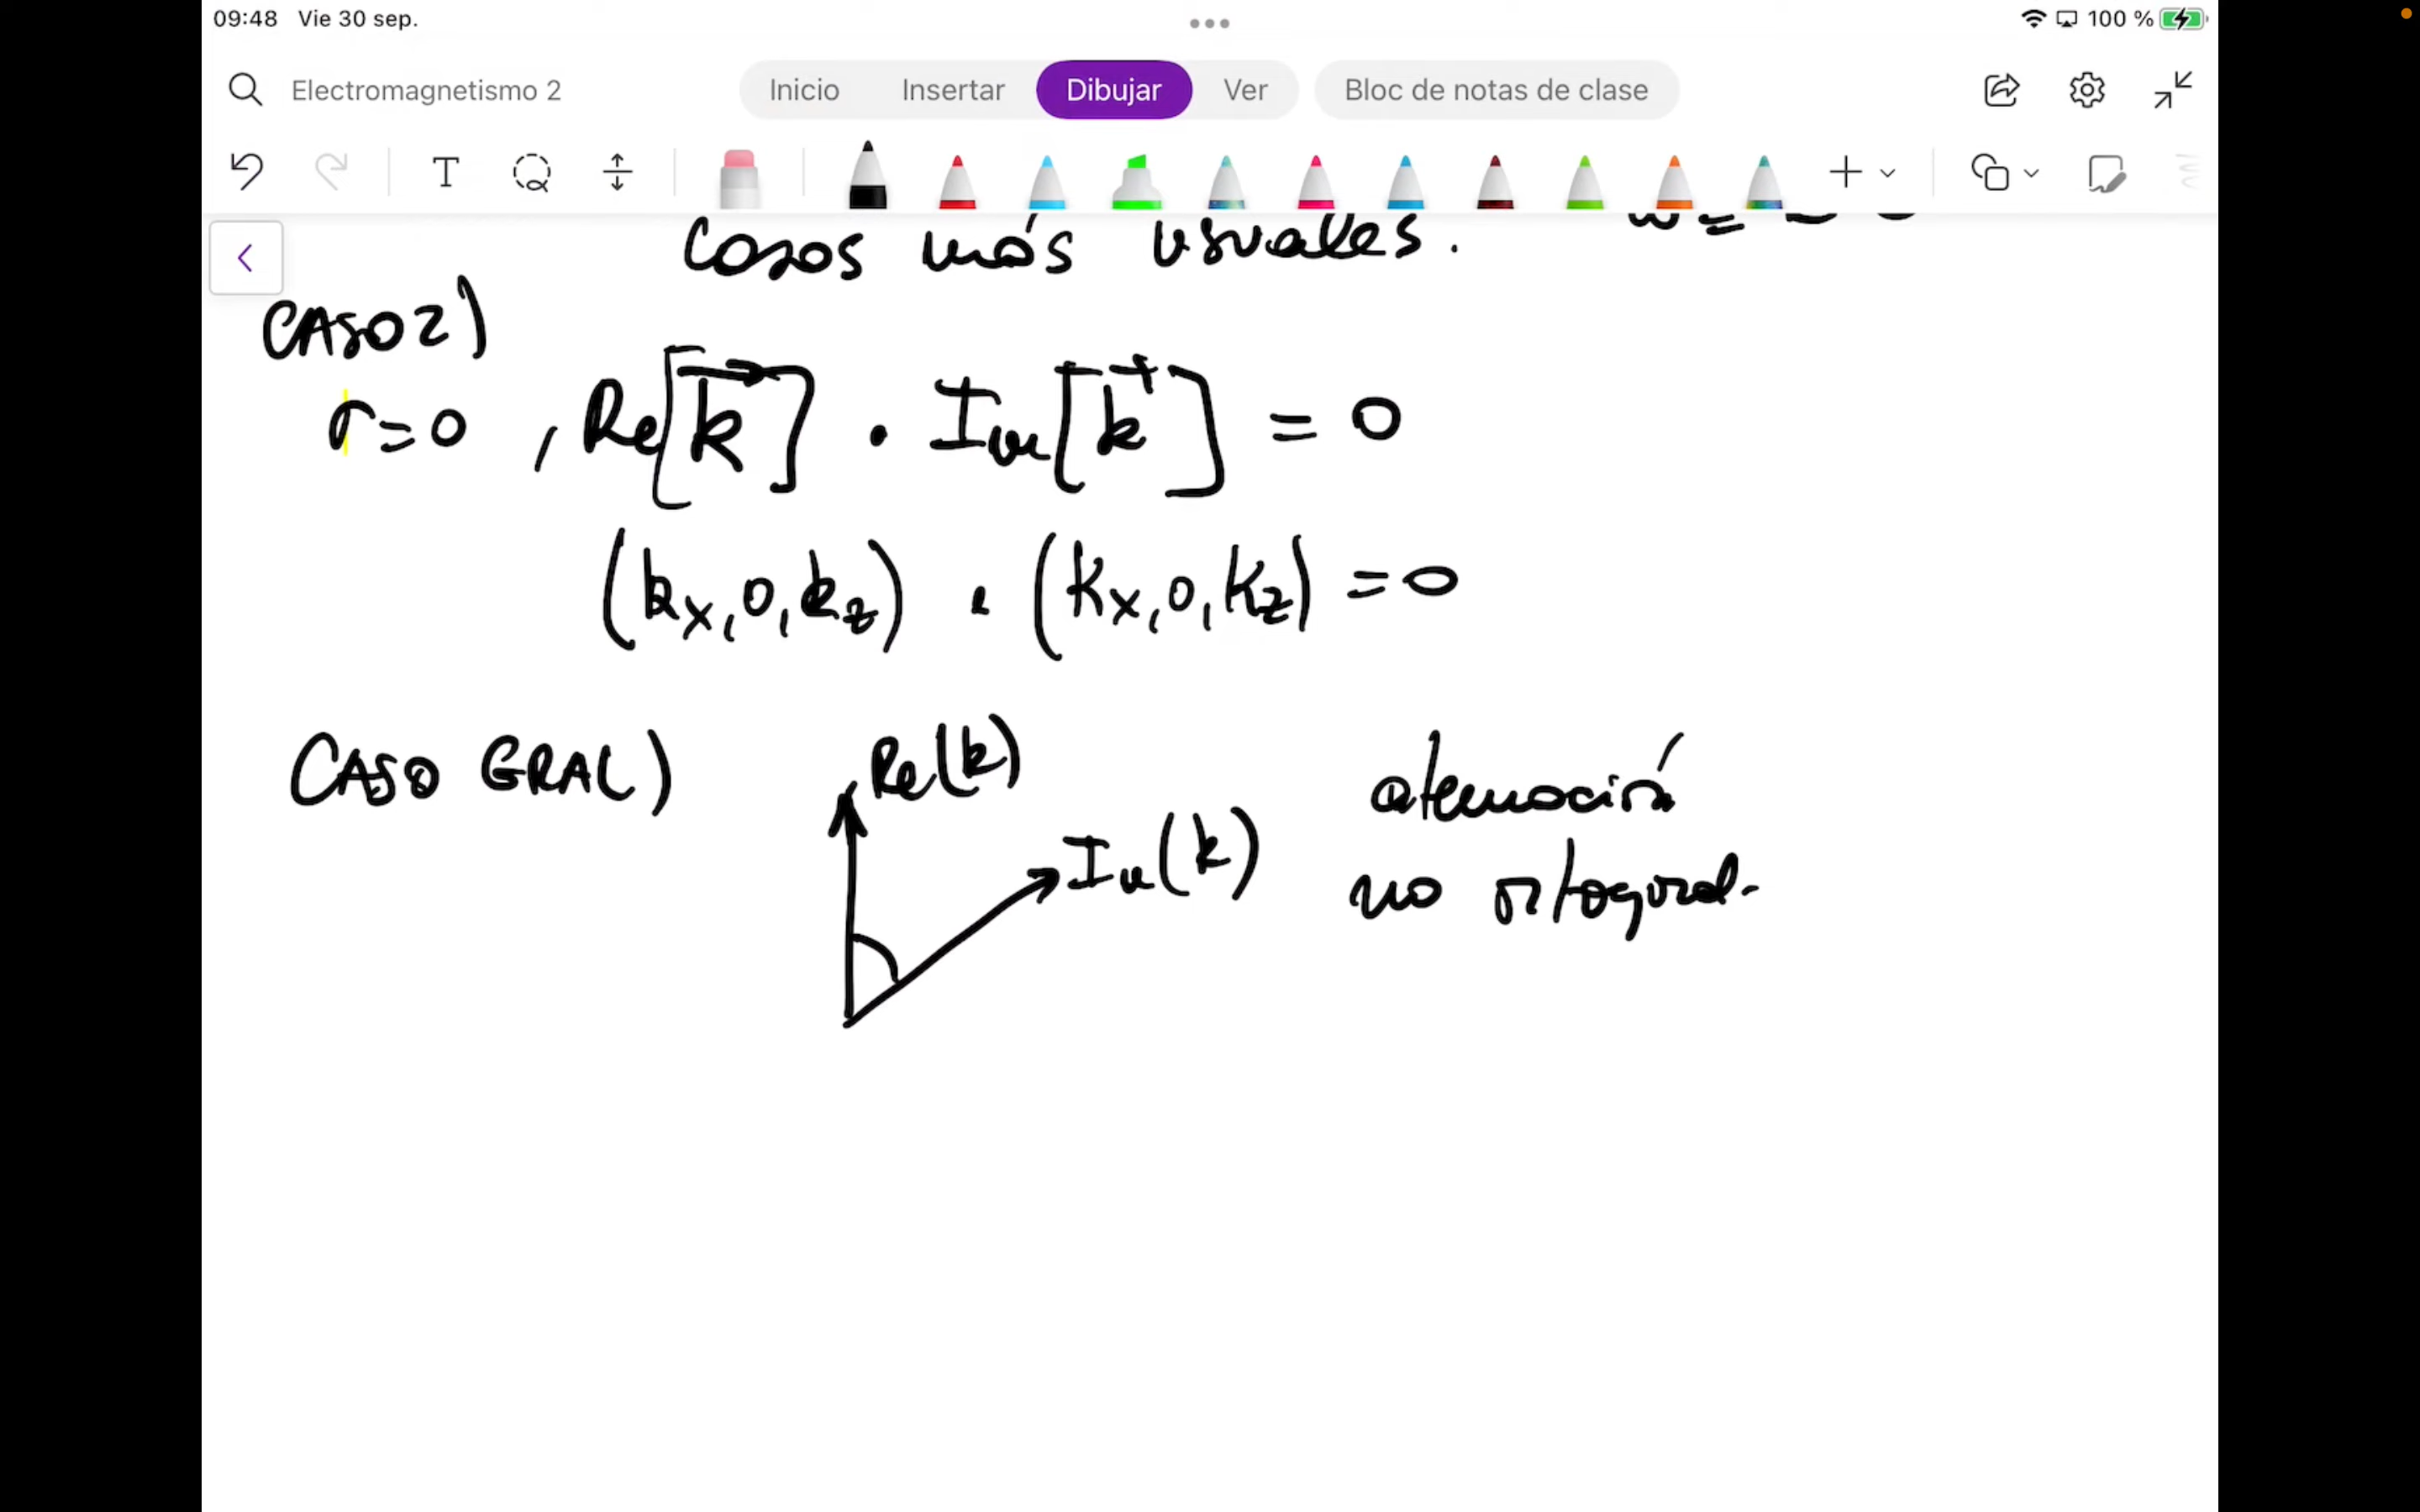 09:48 Vie 30 sep.
100 %
Electromagnetismo 2
Inicio Insertar Dibujar Ver Bloc de notas de clase
T
Casos más usuales.
CASO 2)
σ=0 , Re[k⃗] · Im[k⃗] = 0
(kx,0,kz) · (kx,0,kz) =0
CASO GRAL)
Re(k)
Im(k)
atenuación
no ortogonal.